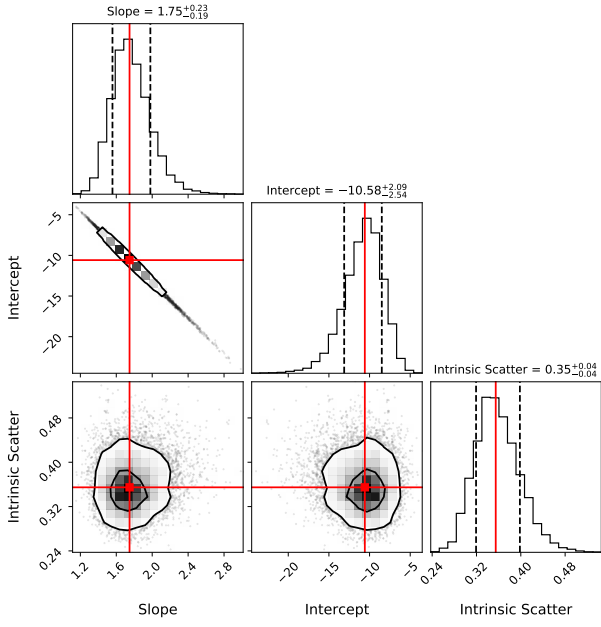 Slope = 1.75+0.23−0.19
Intercept = −10.58+2.09−2.54
Intrinsic Scatter = 0.35+0.04−0.04
−5
−10
−15
−20
Intercept
0.48
0.40
0.32
0.24
Intrinsic Scatter
1.2 1.6 2.0 2.4 2.8
−20 −10 −5
0.24 0.32 0.40 0.48
Slope Intercept Intrinsic Scatter